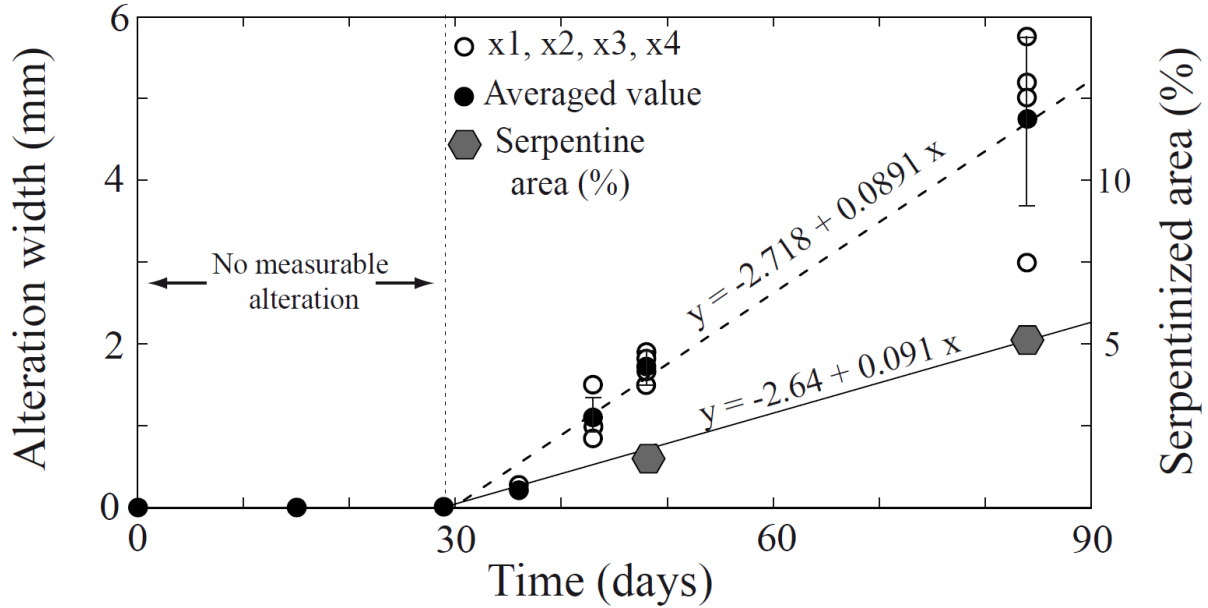 Alteration width (mm)
6
4
2
0
x1, x2, x3, x4
Averaged value
Serpentine
area (%)
No measurable
alteration
y = -2.718 + 0.0891 x
y = -2.64 + 0.091 x
10
5
Serpentinized area (%)
0
30
60
90
Time (days)